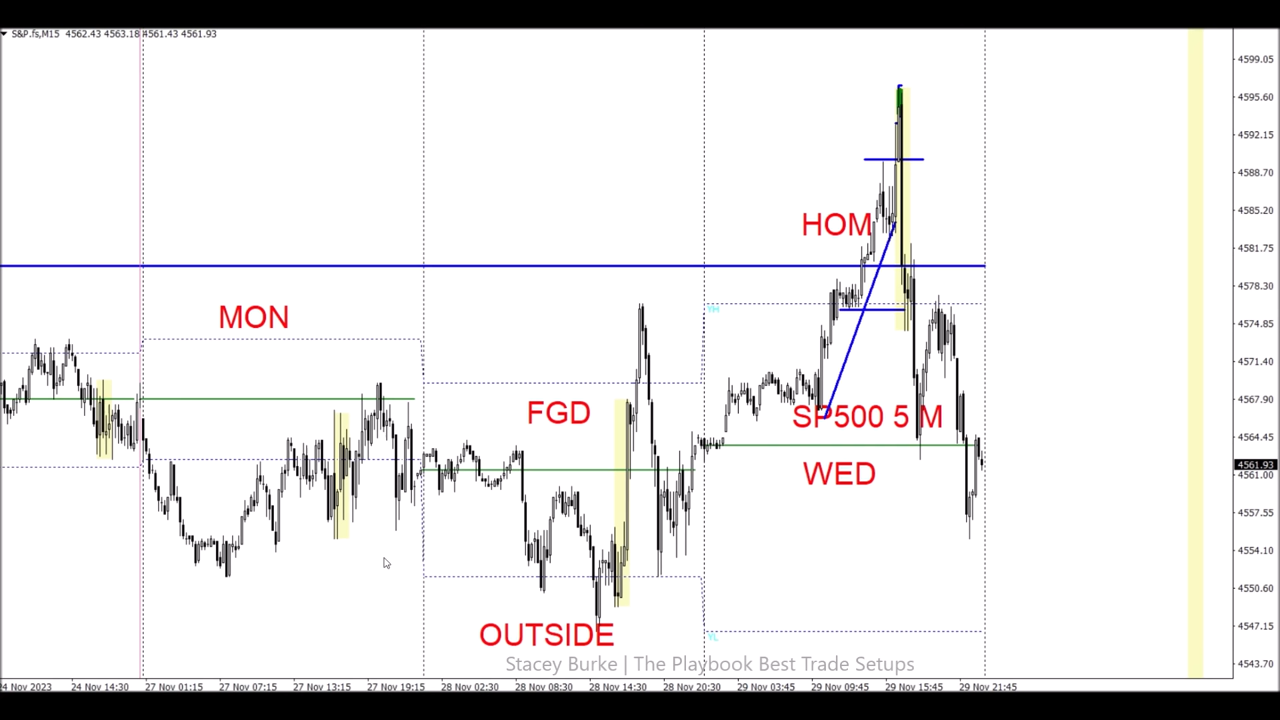 S&P.fs,M15 4562.43 4563.18 4561.43 4561.93
4599.05
4595.60
4592.15
4588.70
HOM
4585.20
4581.75
4578.30
YH
MON
4574.85
4571.40
FGD
SP500 5 M
4567.90
4564.45
4561.93
WED
4561.00
4557.55
4554.10
4550.60
OUTSIDE
4547.15
YL
Stacey Burke | The Playbook Best Trade Setups
4543.70
24 Nov 2023 24 Nov 14:30 27 Nov 01:15 27 Nov 07:15 27 Nov 13:15 27 Nov 19:15 28 Nov 02:30 28 Nov 08:30 28 Nov 14:30 28 Nov 20:30 29 Nov 03:45 29 Nov 09:45 29 Nov 15:45 29 Nov 21:45